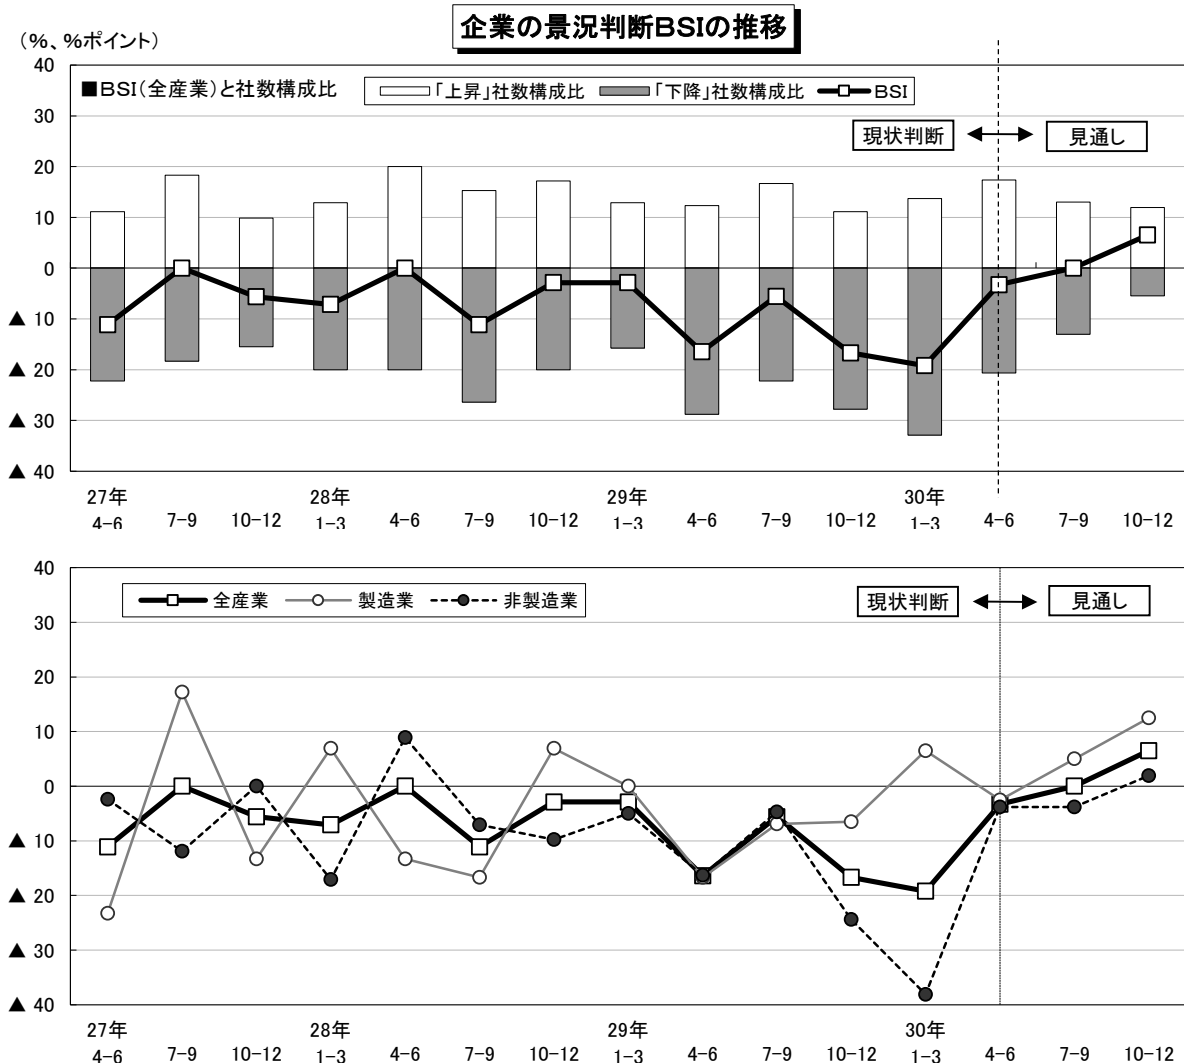 企業の景況判断BSIの推移
(%、%ポイント)
■BSI(全産業)と社数構成比
「上昇」社数構成比 「下降」社数構成比 BSI
現状判断 見通し
40
30
20
10
0
▲ 10
▲ 20
▲ 30
▲ 40
27年 28年 29年 30年
4−6 7−9 10−12 1−3 4−6 7−9 10−12 1−3 4−6 7−9 10−12 1−3 4−6 7−9 10−12
全産業 製造業 非製造業
現状判断 見通し
40
30
20
10
0
▲ 10
▲ 20
▲ 30
▲ 40
27年 28年 29年 30年
4−6 7−9 10−12 1−3 4−6 7−9 10−12 1−3 4−6 7−9 10−12 1−3 4−6 7−9 10−12